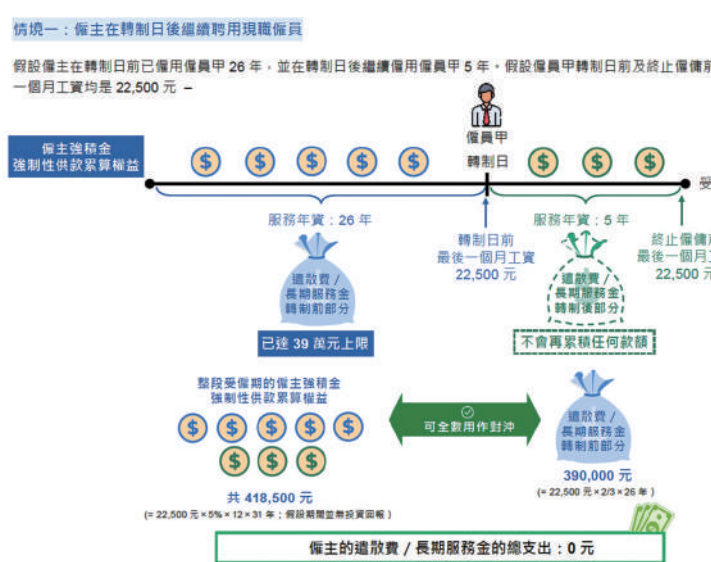 情境一：僱主在轉制日後繼續聘用現職僱員
假設僱主在轉制日前已僱用僱員甲 26 年，並在轉制日後繼續僱用僱員甲 5 年。假設僱員甲轉制日前及終止僱傭前
一個月工資均是 22,500 元 –
僱員甲
轉制日
僱主強積金
強制性供款累算權益
$ $ $ $ $ $ $ $
受
服務年資：26 年
服務年資：5 年
轉制日前
最後一個月工資
22,500 元
終止僱傭前
最後一個月工
22,500 元
遣散費 /
長期服務金
轉制前部分
遣散費 /
長期服務金
轉制後部分
已達 39 萬元上限
不會再累積任何款額
整段受僱期的僱主強積金
強制性供款累算權益
$ $ $ $ $
$ $ $
可全數用作對沖
遣散費 /
長期服務金
轉制前部分
共 418,500 元
(= 22,500 元×5%×12×31 年；假設期間並無投資回報)
390,000 元
(= 22,500 元×2/3×26 年)
僱主的遣散費 / 長期服務金的總支出：0 元